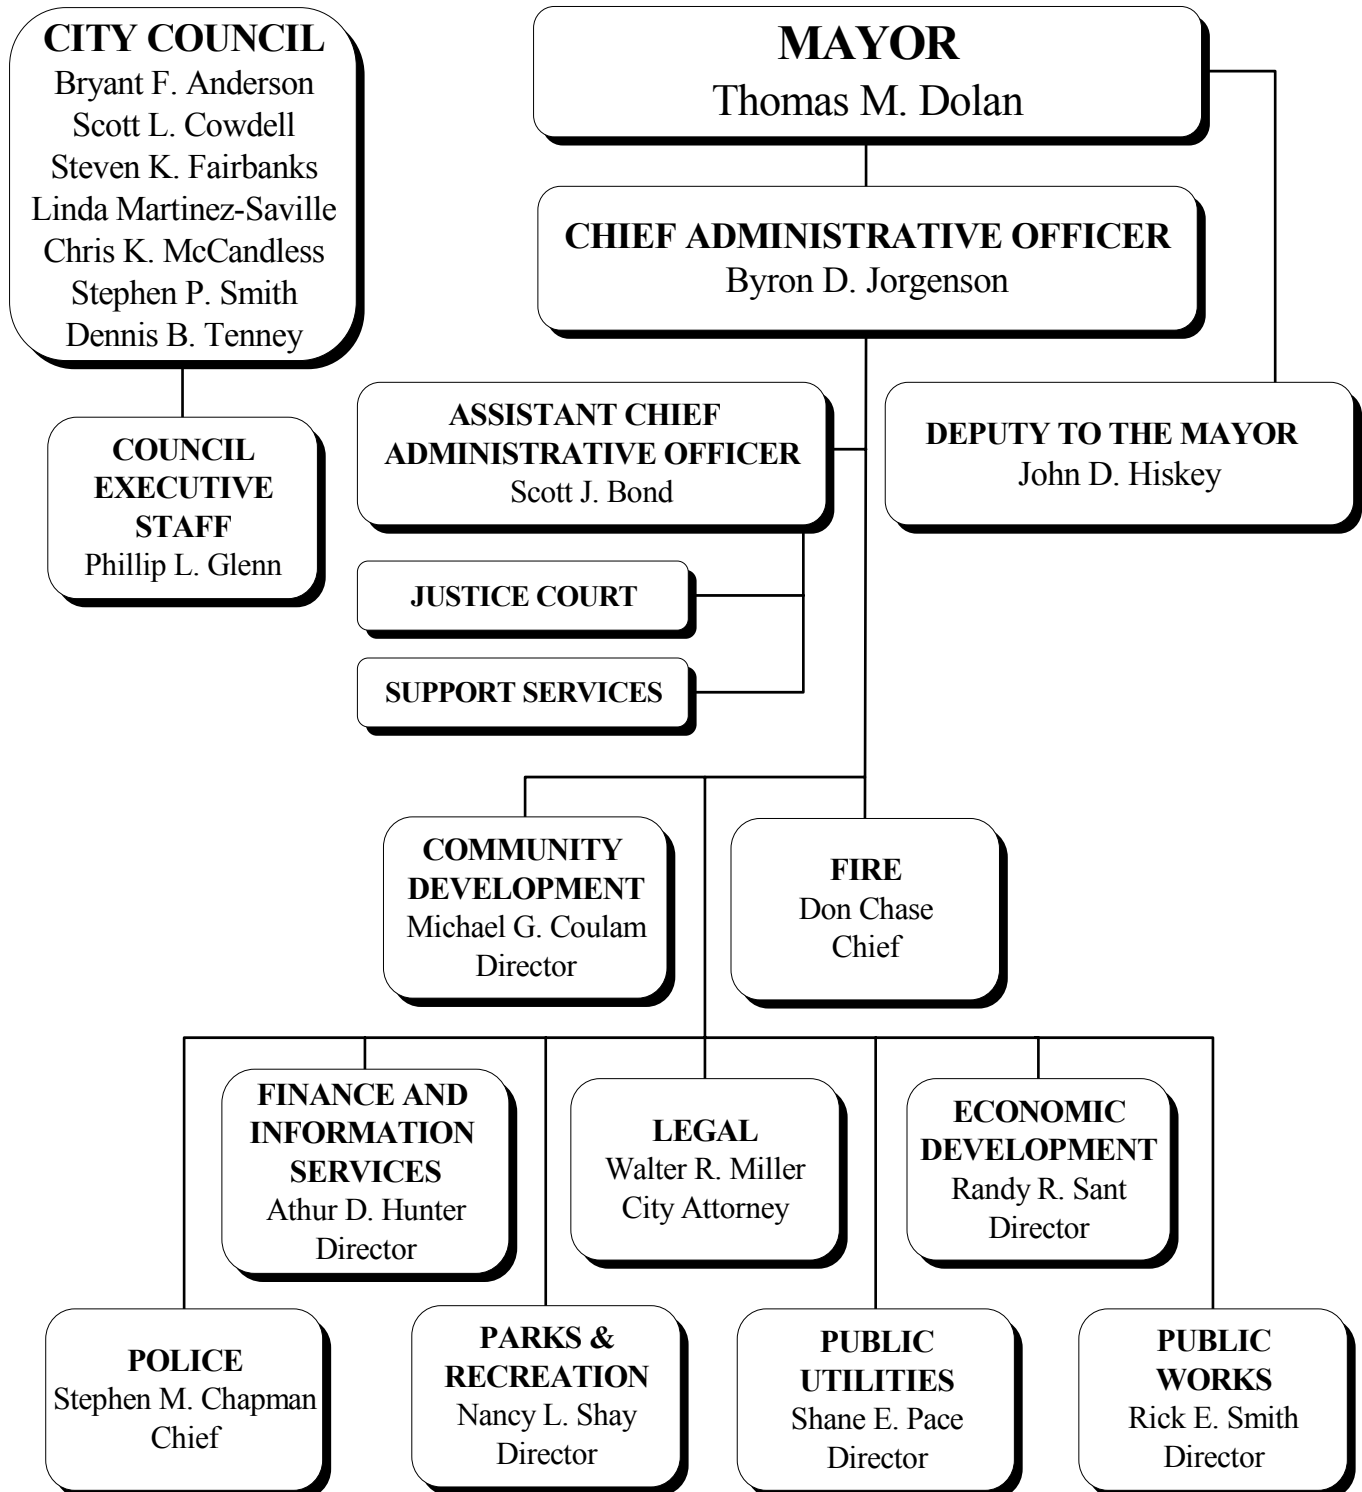 CITY COUNCIL
Bryant F. Anderson
Scott L. Cowdell
Steven K. Fairbanks
Linda Martinez-Saville
Chris K. McCandless
Stephen P. Smith
Dennis B. Tenney
MAYOR
Thomas M. Dolan
CHIEF ADMINISTRATIVE OFFICER
Byron D. Jorgenson
COUNCIL
EXECUTIVE
STAFF
Phillip L. Glenn
ASSISTANT CHIEF
ADMINISTRATIVE OFFICER
Scott J. Bond
DEPUTY TO THE MAYOR
John D. Hiskey
JUSTICE COURT
SUPPORT SERVICES
COMMUNITY
DEVELOPMENT
Michael G. Coulam
Director
FIRE
Don Chase
Chief
FINANCE AND
INFORMATION
SERVICES
Athur D. Hunter
Director
LEGAL
Walter R. Miller
City Attorney
ECONOMIC
DEVELOPMENT
Randy R. Sant
Director
POLICE
Stephen M. Chapman
Chief
PARKS &
RECREATION
Nancy L. Shay
Director
PUBLIC
UTILITIES
Shane E. Pace
Director
PUBLIC
WORKS
Rick E. Smith
Director